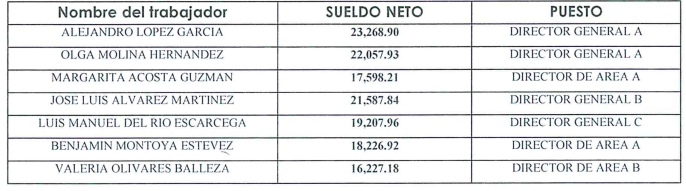 Nombre del trabajador SUELDO NETO PUESTO
ALEJANDRO LOPEZ GARCIA 23,268.90 DIRECTOR GENERAL A
OLGA MOLINA HERNANDEZ 22,057.93 DIRECTOR GENERAL A
MARGARITA ACOSTA GUZMAN 17,598.21 DIRECTOR DE AREA A
JOSE LUIS ALVAREZ MARTINEZ 21,587.84 DIRECTOR GENERAL B
LUIS MANUEL DEL RIO ESCARCEGA 19,207.96 DIRECTOR GENERAL C
BENJAMIN MONTOYA ESTEVEZ 18,226.92 DIRECTOR DE AREA A
VALERIA OLIVARES BALLEZA 16,227.18 DIRECTOR DE AREA B